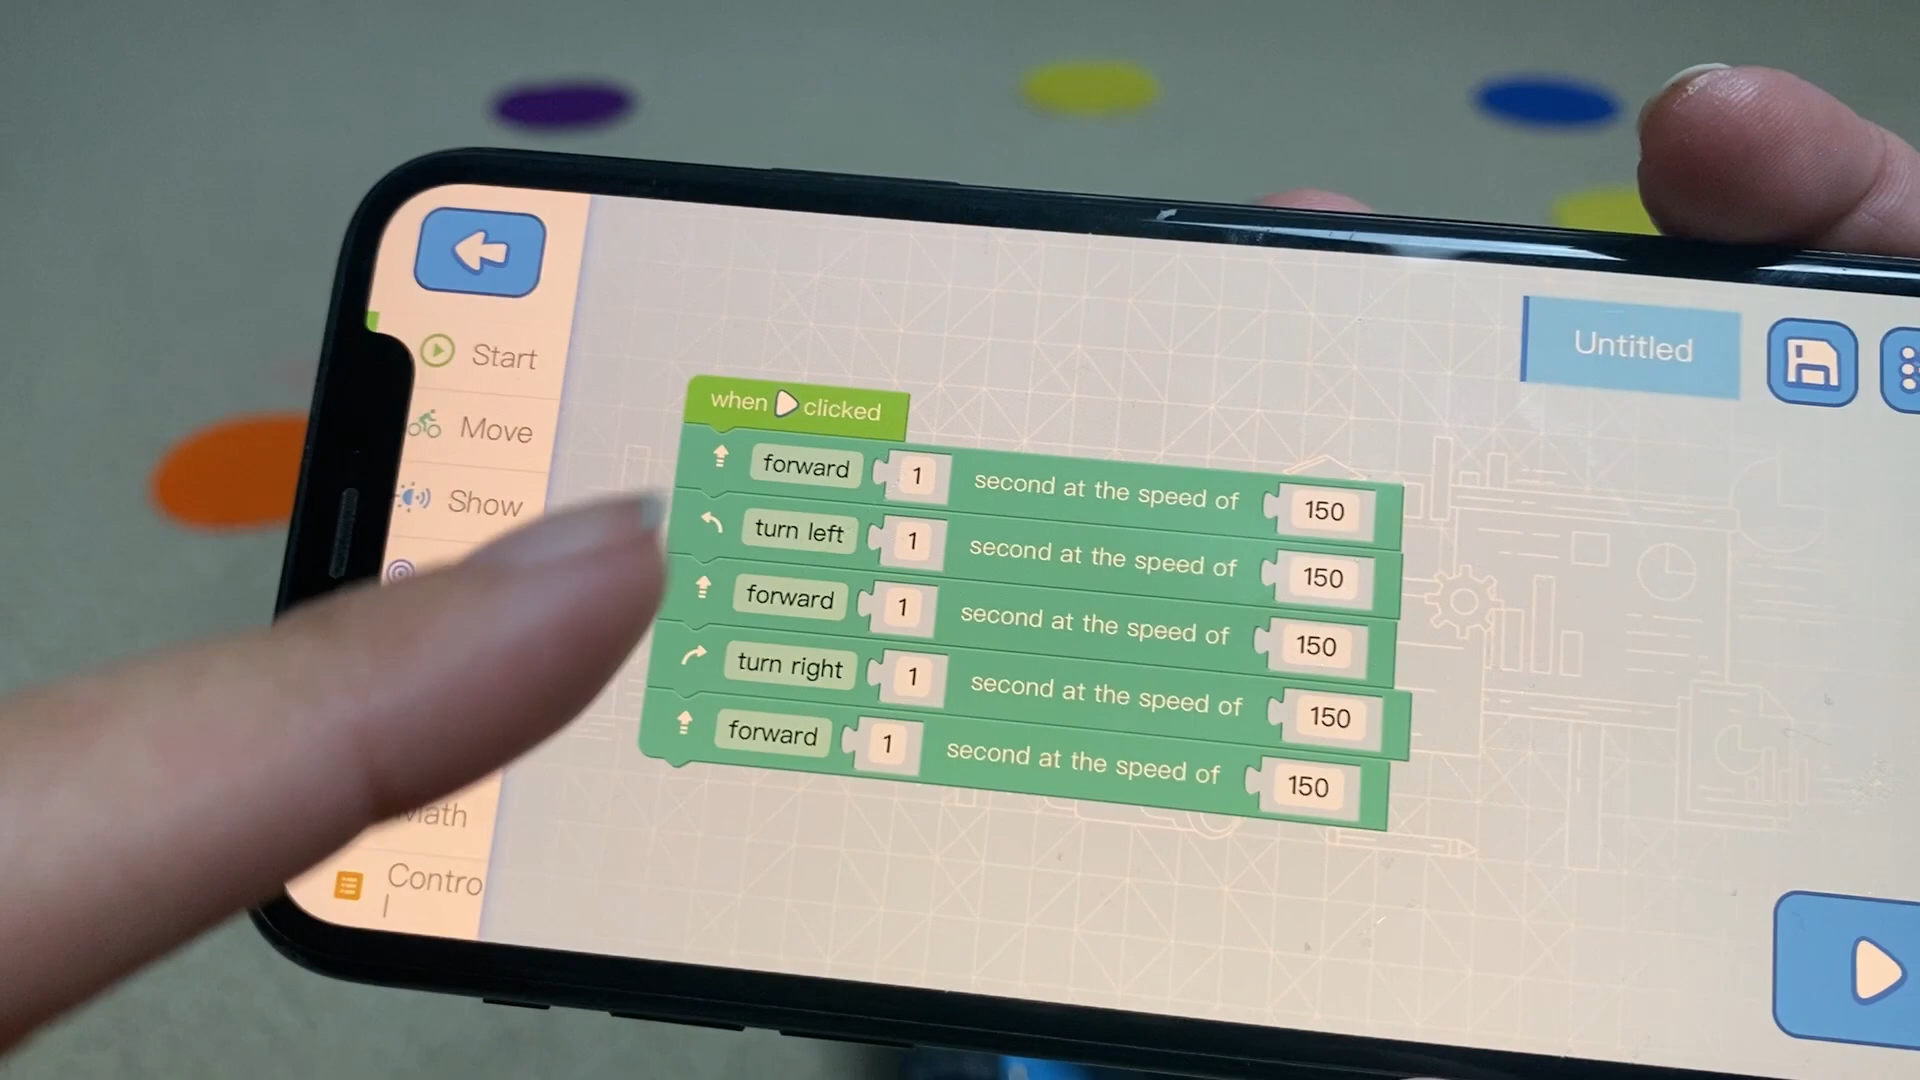 Start
Move
Show
Math
Contro
l
Untitled
when clicked
forward 1 second at the speed of 150
turn left 1 second at the speed of 150
forward 1 second at the speed of 150
turn right 1 second at the speed of 150
forward 1 second at the speed of 150